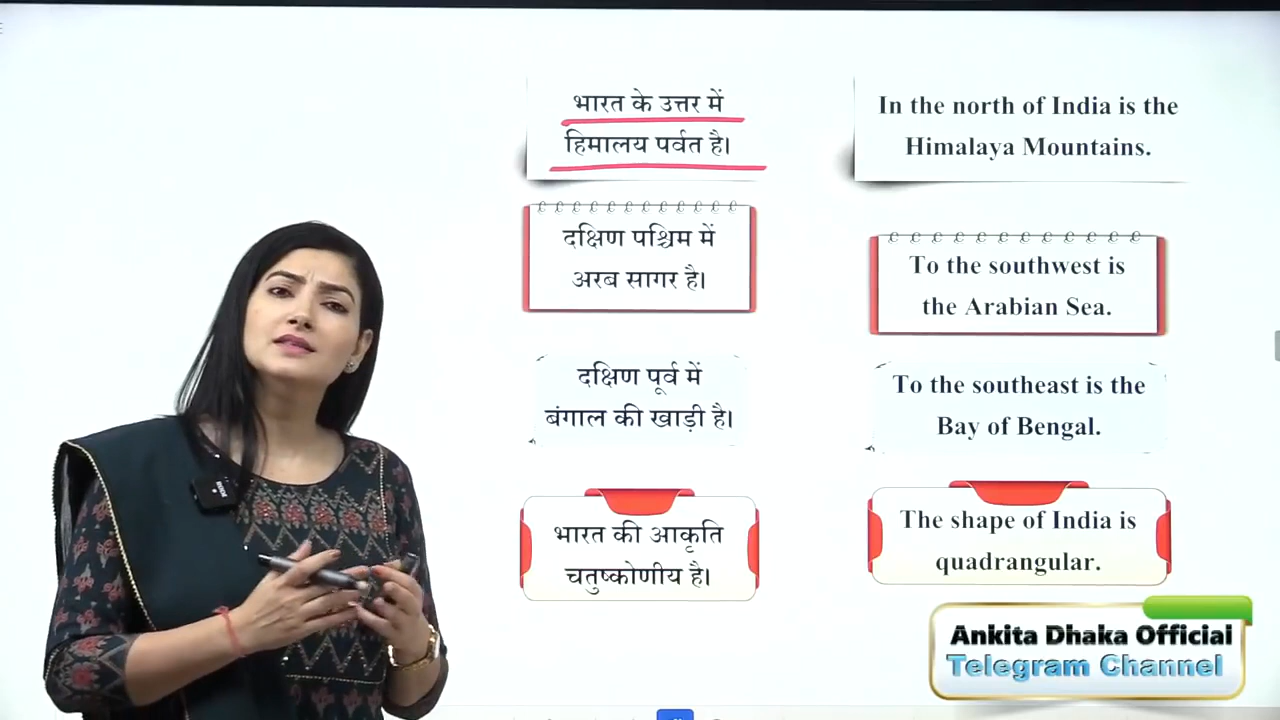 भारत के उत्तर में
हिमालय पर्वत है।
In the north of India is the
Himalaya Mountains.
दक्षिण पश्चिम में
अरब सागर है।
To the southwest is
the Arabian Sea.
दक्षिण पूर्व में
बंगाल की खाड़ी है।
To the southeast is the
Bay of Bengal.
भारत की आकृति
चतुष्कोणीय है।
The shape of India is
quadrangular.
Ankita Dhaka Official
Telegram Channel